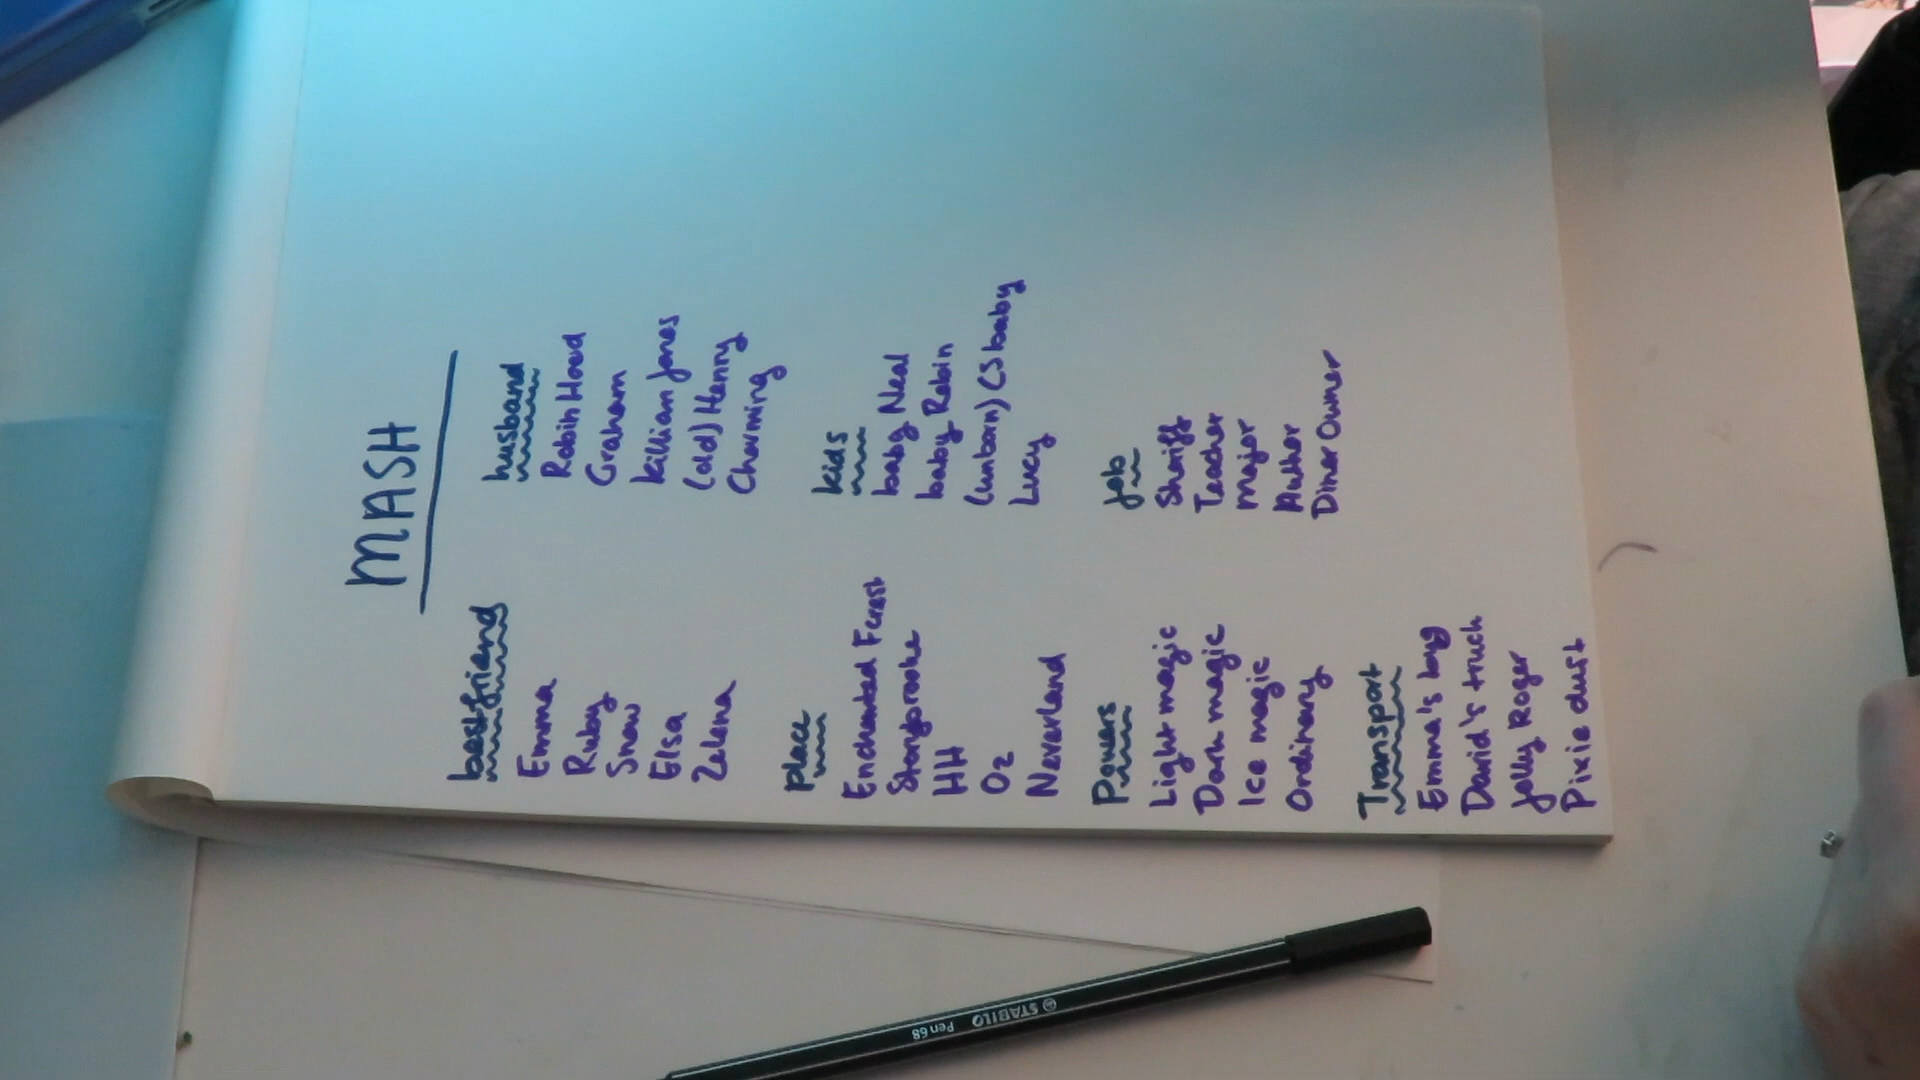 MASH
bestfriend
Emma
Ruby
Snow
Elsa
Zelena
husband
Robin Hood
Graham
Killian Jones
(old) Henry
Charming
place
Enchanted Forest
Storybrooke
HH
Oz
Neverland
kids
baby Neal
baby Robin
(unborn) CS baby
Lucy
Powers
Light magic
Dark magic
Ice magic
Ordinary
job
Sheriff
Teacher
Major
Author
Diner Owner
Transport
Emma's bug
David's truck
Jolly Roger
Pixie dust
STABILO Pen 68